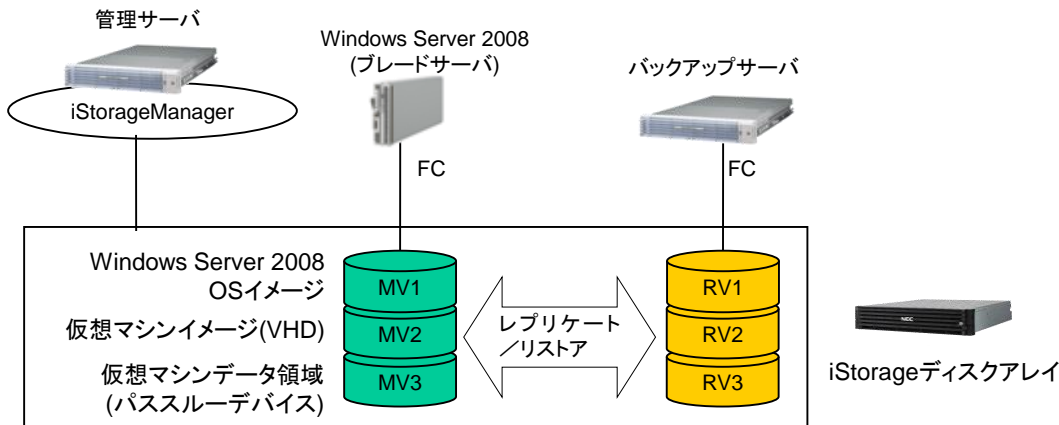 管理サーバ
iStorageManager
Windows Server 2008
(ブレードサーバ)
バックアップサーバ
FC
FC
Windows Server 2008
OSイメージ
仮想マシンイメージ(VHD)
仮想マシンデータ領域
(パススルーデバイス)
MV1
MV2
MV3
レプリケート
／リストア
RV1
RV2
RV3
NEC
iStorageディスクアレイ